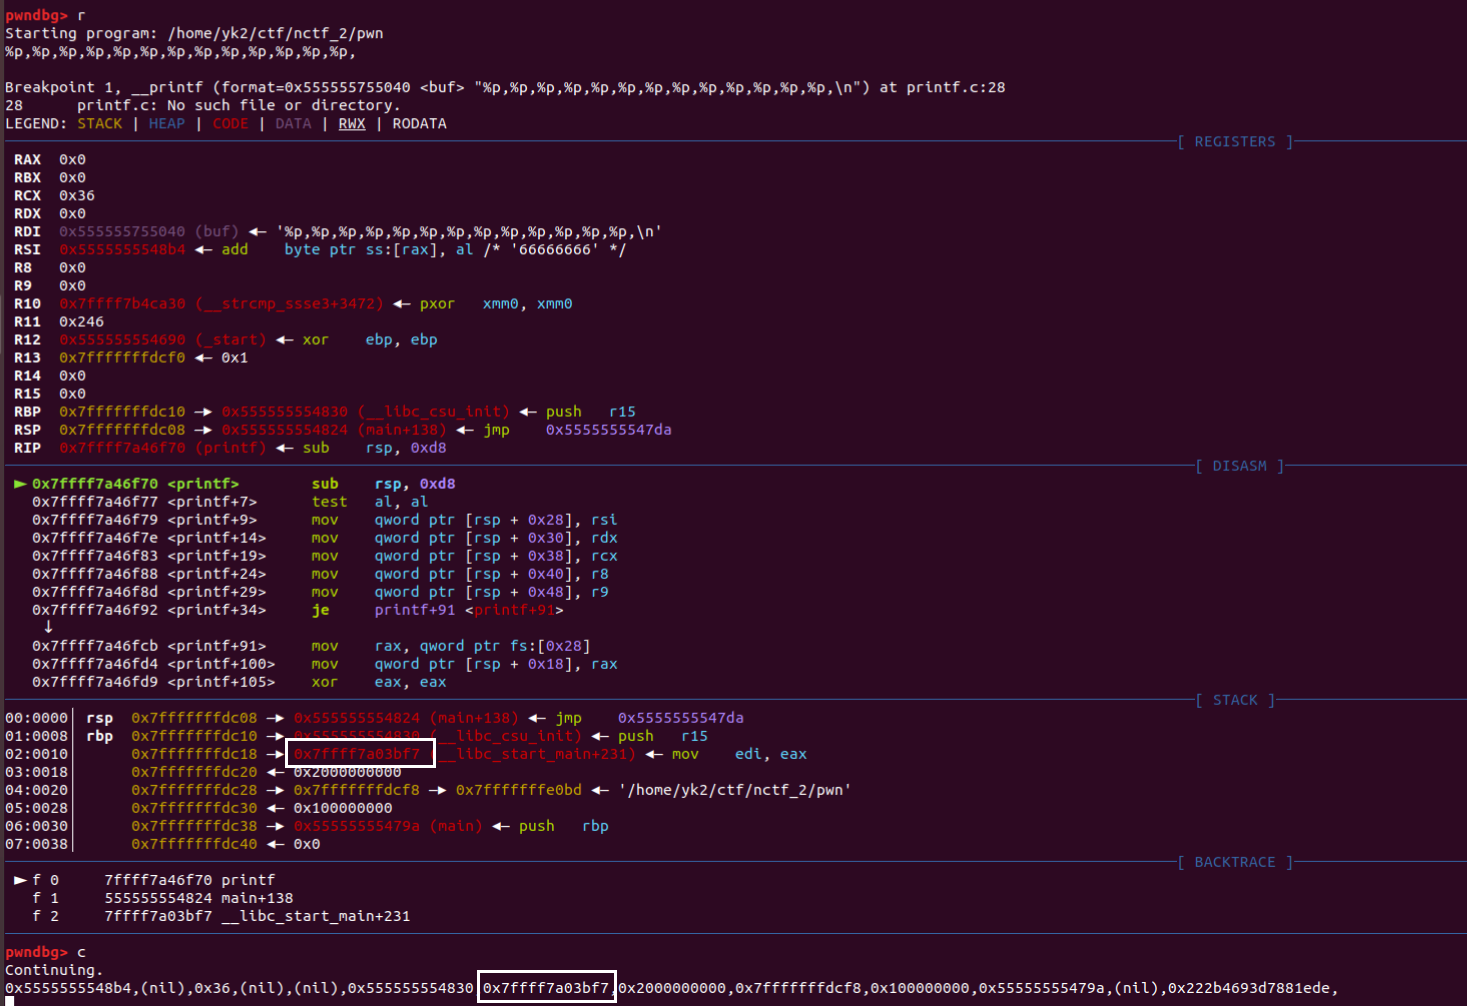 pwndbg> r
Starting program: /home/yk2/ctf/nctf_2/pwn
%p,%p,%p,%p,%p,%p,%p,%p,%p,%p,%p,%p,%p,
Breakpoint 1, __printf (format=0x555555755040 <buf> "%p,%p,%p,%p,%p,%p,%p,%p,%p,%p,%p,%p,%p,\n") at printf.c:28
28 printf.c: No such file or directory.
LEGEND: STACK | HEAP | CODE | DATA | RWX | RODATA
[ REGISTERS ]
RAX 0x0
RBX 0x0
RCX 0x36
RDX 0x0
RDI 0x555555755040 (buf) ◂— '%p,%p,%p,%p,%p,%p,%p,%p,%p,%p,%p,%p,%p,\n'
RSI 0x5555555548b4 ◂— add byte ptr ss:[rax], al /* '66666666' */
R8 0x0
R9 0x0
R10 0x7ffff7b4ca30 (__strcmp_ssse3+3472) ◂— pxor xmm0, xmm0
R11 0x246
R12 0x555555554690 (_start) ◂— xor ebp, ebp
R13 0x7fffffffdcf0 ◂— 0x1
R14 0x0
R15 0x0
RBP 0x7fffffffdc10 —▸ 0x555555554830 (__libc_csu_init) ◂— push r15
RSP 0x7fffffffdc08 —▸ 0x555555554824 (main+138) ◂— jmp 0x5555555547da
RIP 0x7ffff7a46f70 (printf) ◂— sub rsp, 0xd8
[ DISASM ]
► 0x7ffff7a46f70 <printf> sub rsp, 0xd8
0x7ffff7a46f77 <printf+7> test al, al
0x7ffff7a46f79 <printf+9> mov qword ptr [rsp + 0x28], rsi
0x7ffff7a46f7e <printf+14> mov qword ptr [rsp + 0x30], rdx
0x7ffff7a46f83 <printf+19> mov qword ptr [rsp + 0x38], rcx
0x7ffff7a46f88 <printf+24> mov qword ptr [rsp + 0x40], r8
0x7ffff7a46f8d <printf+29> mov qword ptr [rsp + 0x48], r9
0x7ffff7a46f92 <printf+34> je printf+91 <printf+91>
↓
0x7ffff7a46fcb <printf+91> mov rax, qword ptr fs:[0x28]
0x7ffff7a46fd4 <printf+100> mov qword ptr [rsp + 0x18], rax
0x7ffff7a46fd9 <printf+105> xor eax, eax
[ STACK ]
00:0000│ rsp 0x7fffffffdc08 —▸ 0x555555554824 (main+138) ◂— jmp 0x5555555547da
01:0008│ rbp 0x7fffffffdc10 —▸ 0x555555554830 (__libc_csu_init) ◂— push r15
02:0010│ 0x7fffffffdc18 —▸ 0x7ffff7a03bf7 (__libc_start_main+231) ◂— mov edi, eax
03:0018│ 0x7fffffffdc20 ◂— 0x2000000000
04:0020│ 0x7fffffffdc28 —▸ 0x7fffffffdcf8 —▸ 0x7fffffffe0bd ◂— '/home/yk2/ctf/nctf_2/pwn'
05:0028│ 0x7fffffffdc30 ◂— 0x100000000
06:0030│ 0x7fffffffdc38 —▸ 0x55555555479a (main) ◂— push rbp
07:0038│ 0x7fffffffdc40 ◂— 0x0
[ BACKTRACE ]
► f 0 7ffff7a46f70 printf
f 1 555555554824 main+138
f 2 7ffff7a03bf7 __libc_start_main+231
pwndbg> c
Continuing.
0x5555555548b4,(nil),0x36,(nil),(nil),0x555555554830 0x7ffff7a03bf7,0x2000000000,0x7fffffffdcf8,0x100000000,0x55555555479a,(nil),0x222b4693d7881ede,